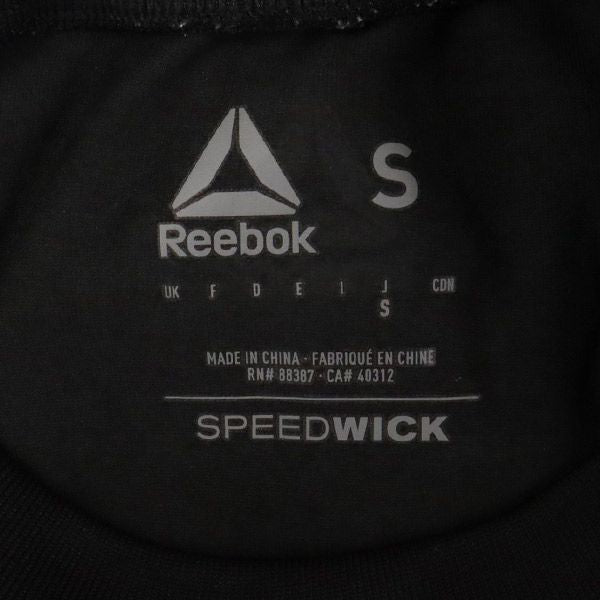 S
Reebok
UK F D E I J CDN
S
MADE IN CHINA · FABRIQUÉ EN CHINE
RN# 88387 · CA# 40312
SPEEDWICK